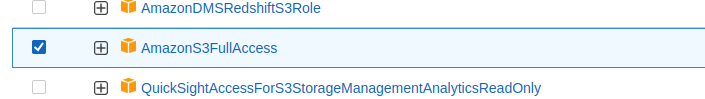 AmazonDMSRedshiftS3Role
AmazonS3FullAccess
QuickSightAccessForS3StorageManagementAnalyticsReadOnly